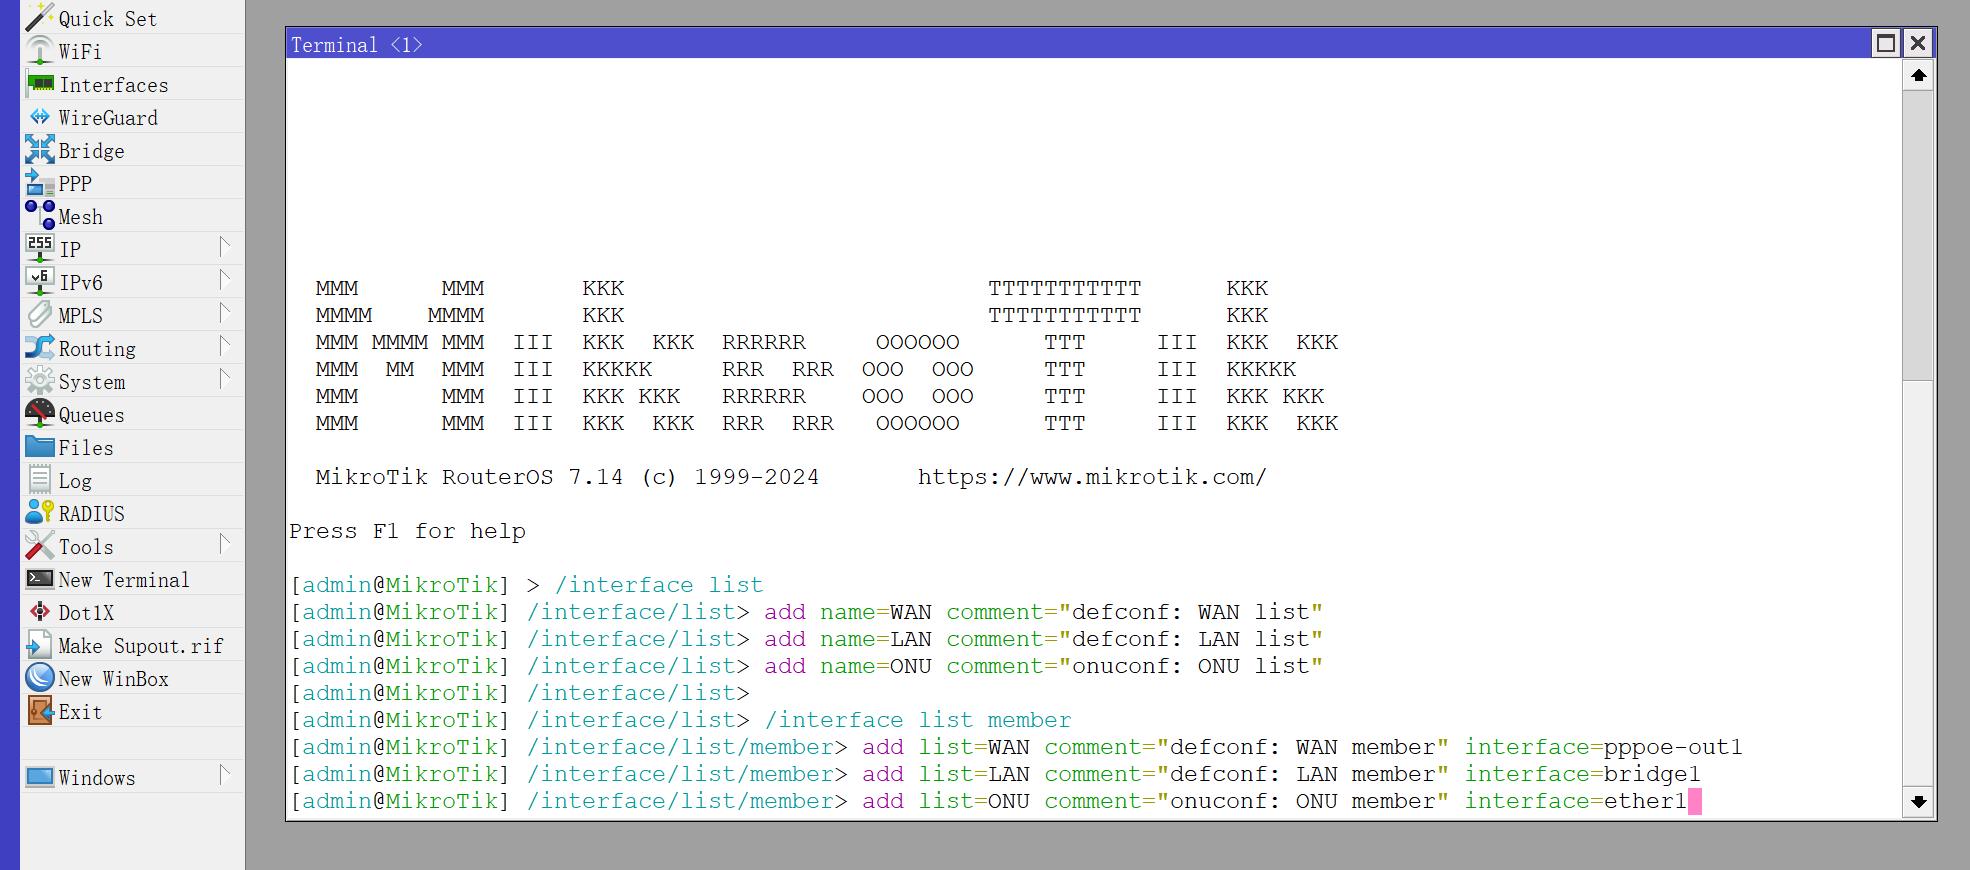 Quick Set
WiFi
Interfaces
WireGuard
Bridge
PPP
Mesh
255 IP
v6 IPv6
MPLS
Routing
System
Queues
Files
Log
RADIUS
Tools
New Terminal
Dot1X
Make Supout.rif
New WinBox
Exit
Windows
Terminal <1>
MMM      MMM       KKK                          TTTTTTTTTTT      KKK
MMMM    MMMM       KKK                          TTTTTTTTTTT      KKK
MMM MMMM MMM  III  KKK  KKK  RRRRRR     OOOOOO      TTT     III  KKK  KKK
MMM  MM  MMM  III  KKKKK     RRR  RRR  OOO  OOO     TTT     III  KKKKK
MMM      MMM  III  KKK KKK   RRRRRR    OOO  OOO     TTT     III  KKK KKK
MMM      MMM  III  KKK  KKK  RRR  RRR   OOOOOO      TTT     III  KKK  KKK
MikroTik RouterOS 7.14 (c) 1999-2024       https://www.mikrotik.com/
Press F1 for help
[admin@MikroTik] > /interface list
[admin@MikroTik] /interface/list> add name=WAN comment="defconf: WAN list"
[admin@MikroTik] /interface/list> add name=LAN comment="defconf: LAN list"
[admin@MikroTik] /interface/list> add name=ONU comment="onuconf: ONU list"
[admin@MikroTik] /interface/list>
[admin@MikroTik] /interface/list> /interface list member
[admin@MikroTik] /interface/list/member> add list=WAN comment="defconf: WAN member" interface=pppoe-out1
[admin@MikroTik] /interface/list/member> add list=LAN comment="defconf: LAN member" interface=bridge1
[admin@MikroTik] /interface/list/member> add list=ONU comment="onuconf: ONU member" interface=ether1